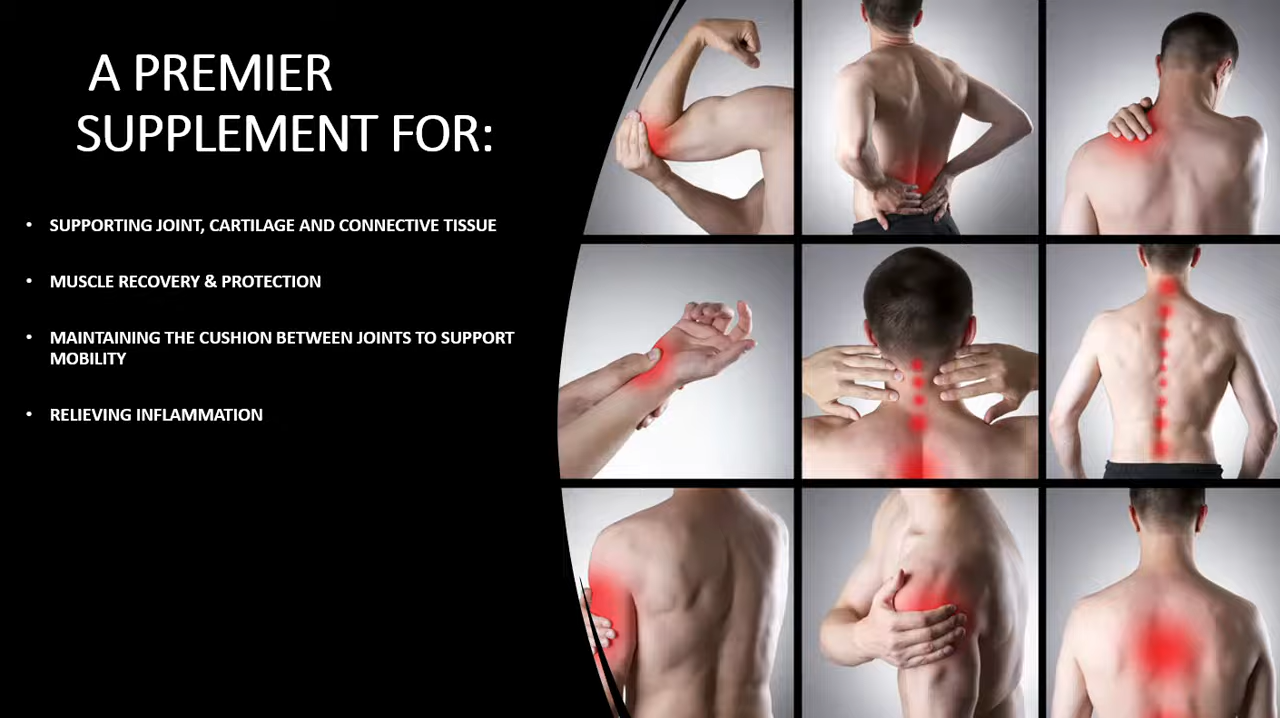 A PREMIER
SUPPLEMENT FOR:
• SUPPORTING JOINT, CARTILAGE AND CONNECTIVE TISSUE
• MUSCLE RECOVERY & PROTECTION
• MAINTAINING THE CUSHION BETWEEN JOINTS TO SUPPORT
MOBILITY
• RELIEVING INFLAMMATION